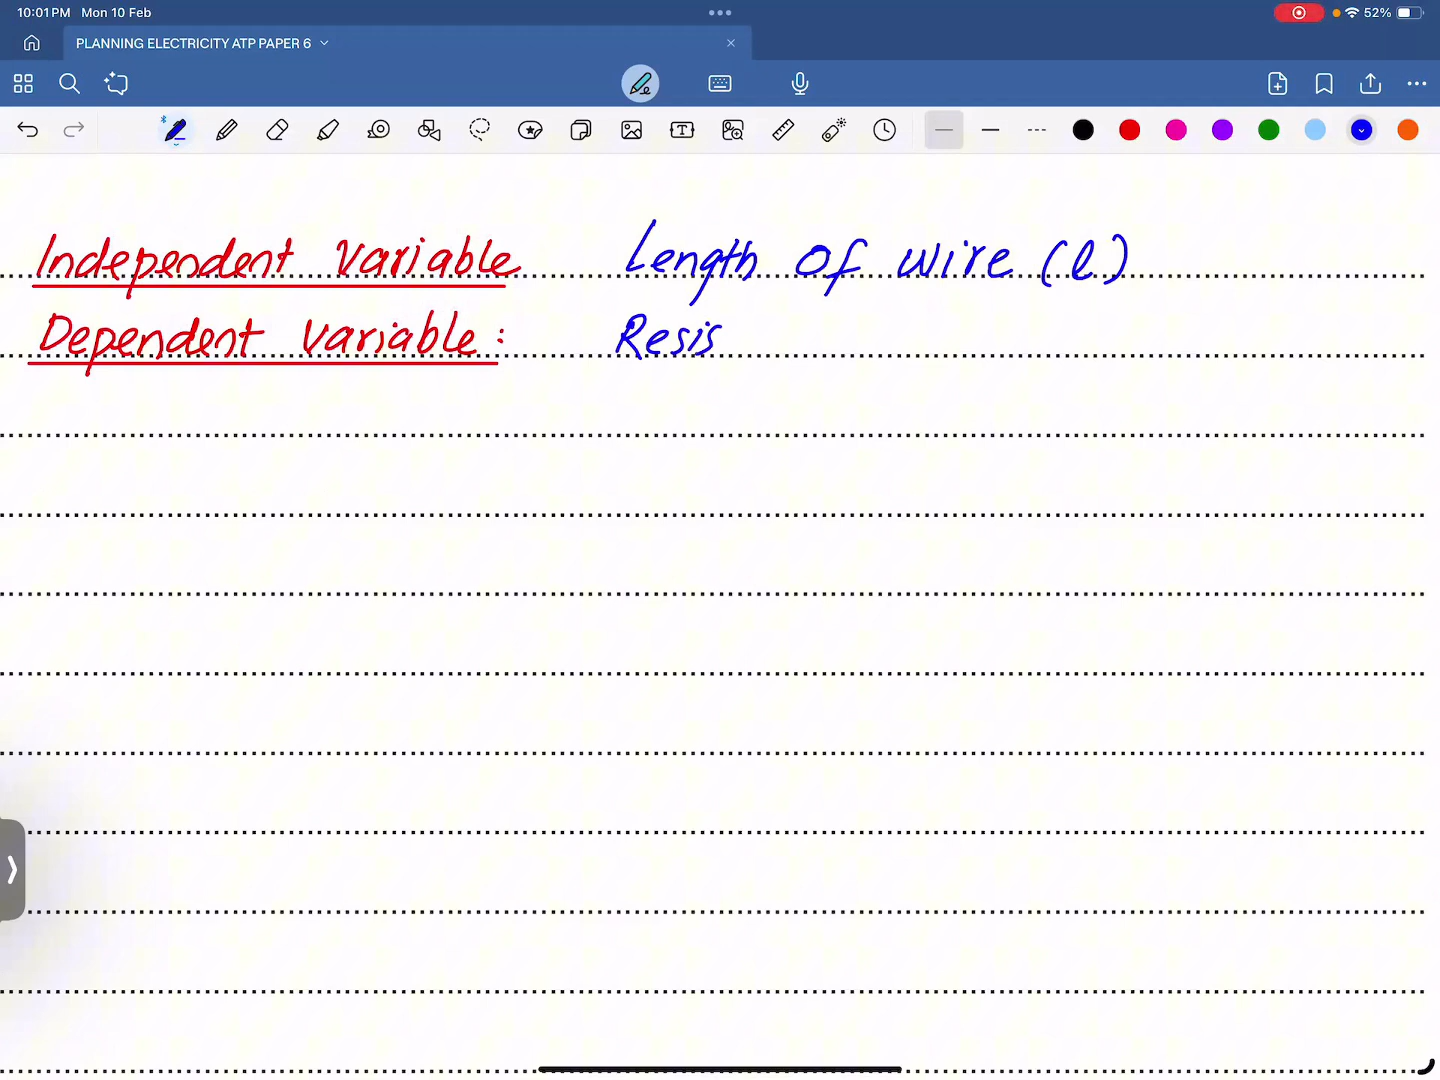 10:01 PM Mon 10 Feb
52%
PLANNING ELECTRICITY ATP PAPER 6
Independent Variable Length of wire (l)
Dependent Variable: Resis